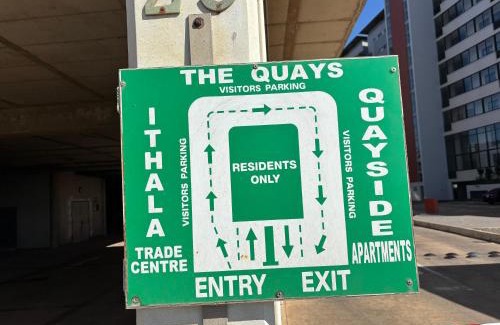 THE QUAYS
VISITORS PARKING
ITHALA
TRADE
CENTRE
VISITORS PARKING
RESIDENTS
ONLY
VISITORS PARKING
QUAYSIDE
APARTMENTS
ENTRY EXIT